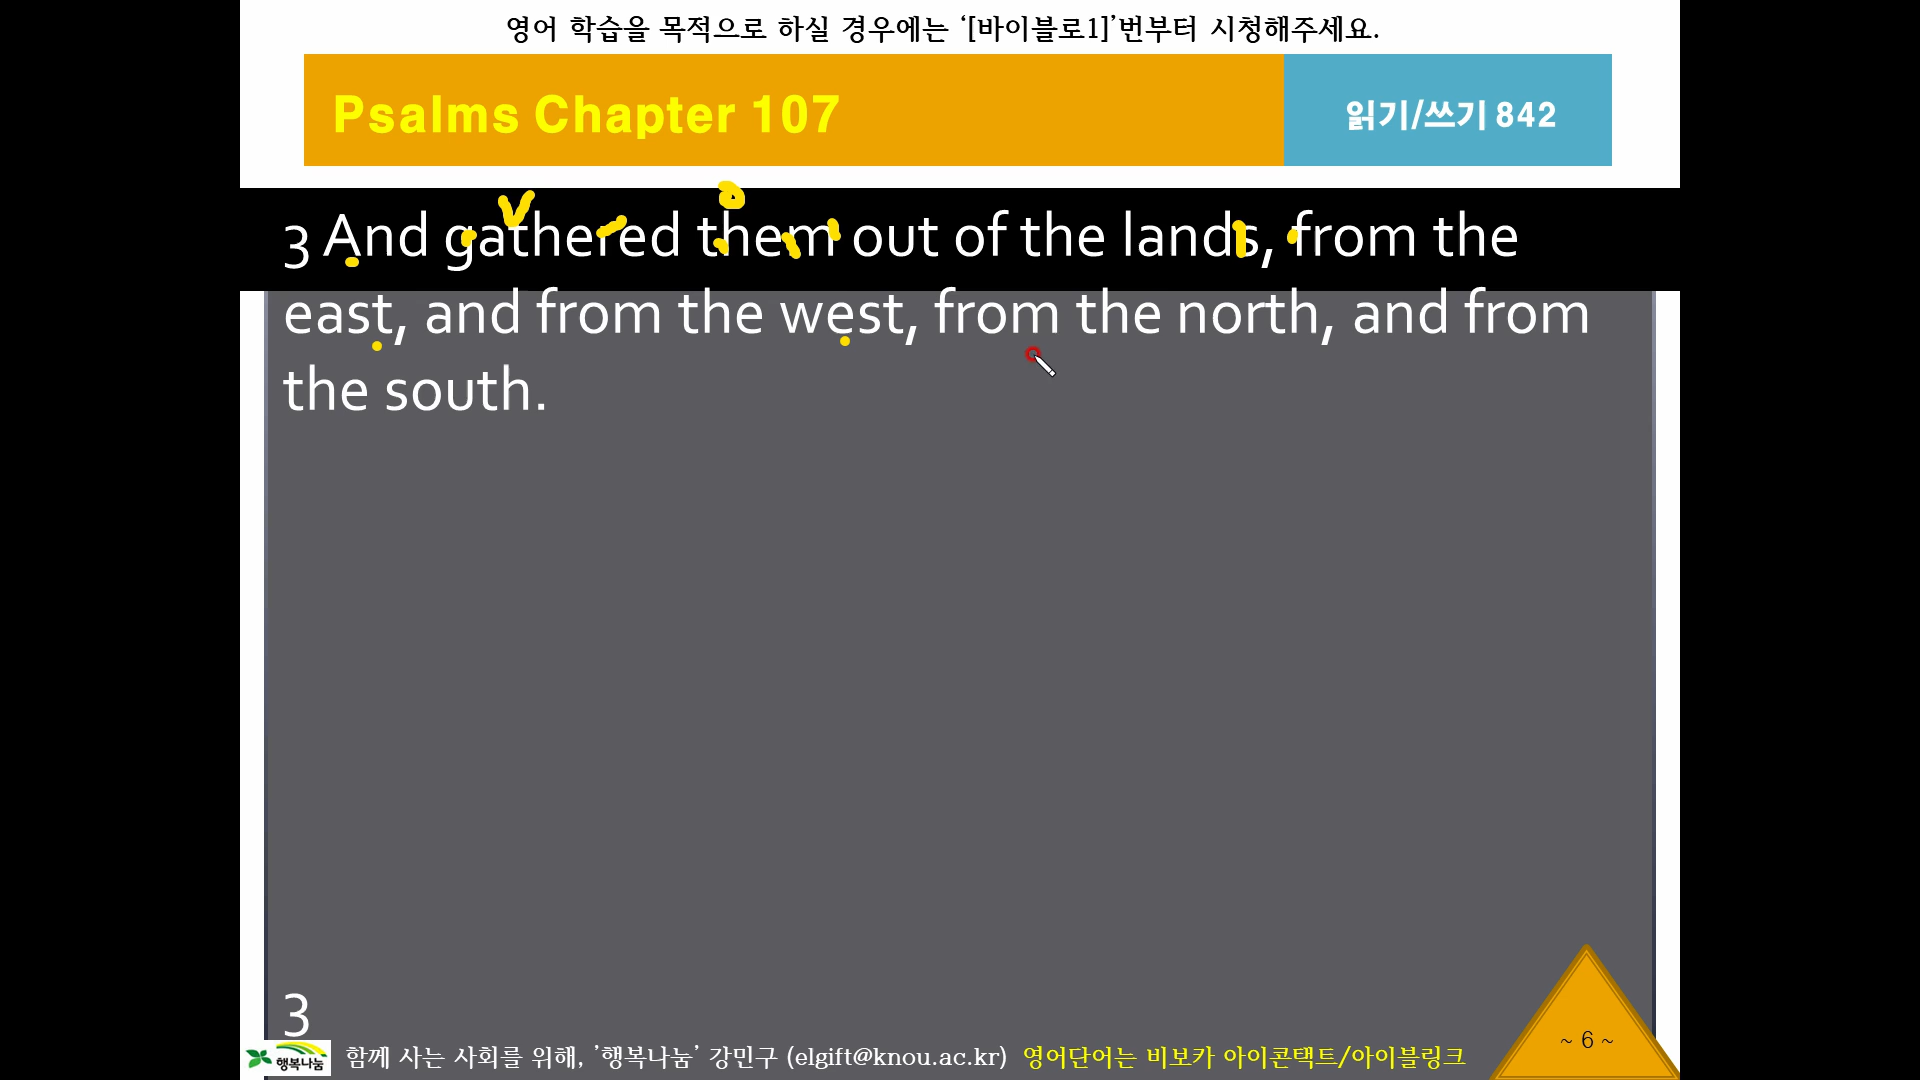 영어 학습을 목적으로 하실 경우에는 ‘[바이블로1]’번부터 시청해주세요.
Psalms Chapter 107
읽기/쓰기 842
3 And gathered them out of the lands, from the
east, and from the west, from the north, and from
the south.
3
~ 6 ~
행복나눔 함께 사는 사회를 위해, ’행복나눔’ 강민구 (elgift@knou.ac.kr) 영어단어는 비보카 아이콘택트/아이블링크